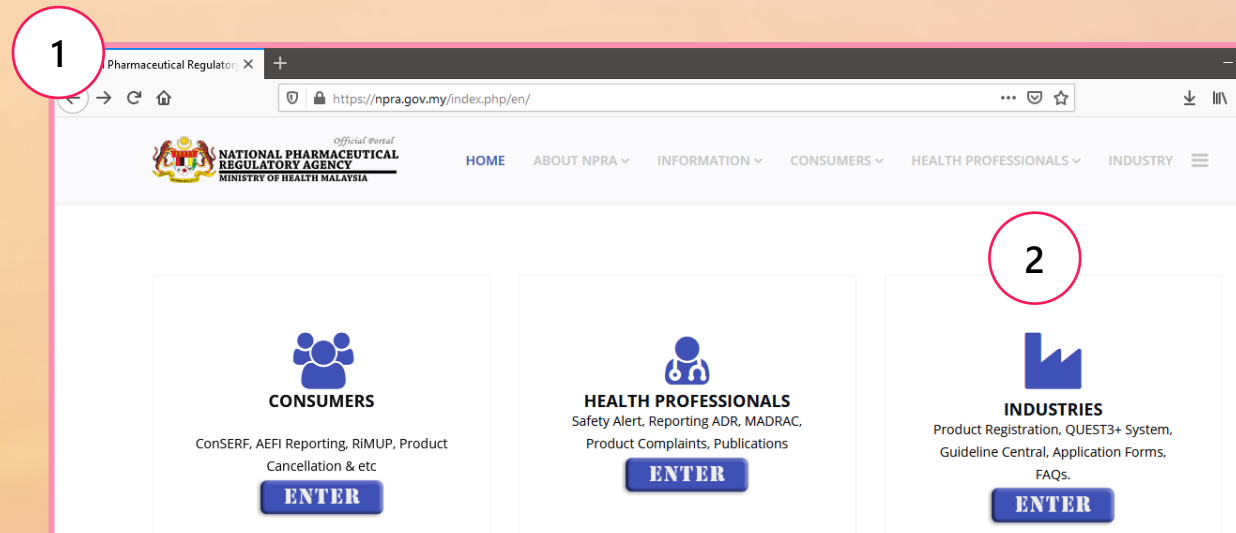 1
Pharmaceutical Regulator
https://npra.gov.my/index.php/en/
Official Portal
NATIONAL PHARMACEUTICAL
REGULATORY AGENCY
MINISTRY OF HEALTH MALAYSIA
HOME ABOUT NPRA INFORMATION CONSUMERS HEALTH PROFESSIONALS INDUSTRY
2
CONSUMERS
ConSERF, AEFI Reporting, RiMUP, Product
Cancellation & etc
ENTER
HEALTH PROFESSIONALS
Safety Alert, Reporting ADR, MADRAC,
Product Complaints, Publications
ENTER
INDUSTRIES
Product Registration, QUEST3+ System,
Guideline Central, Application Forms,
FAQs.
ENTER